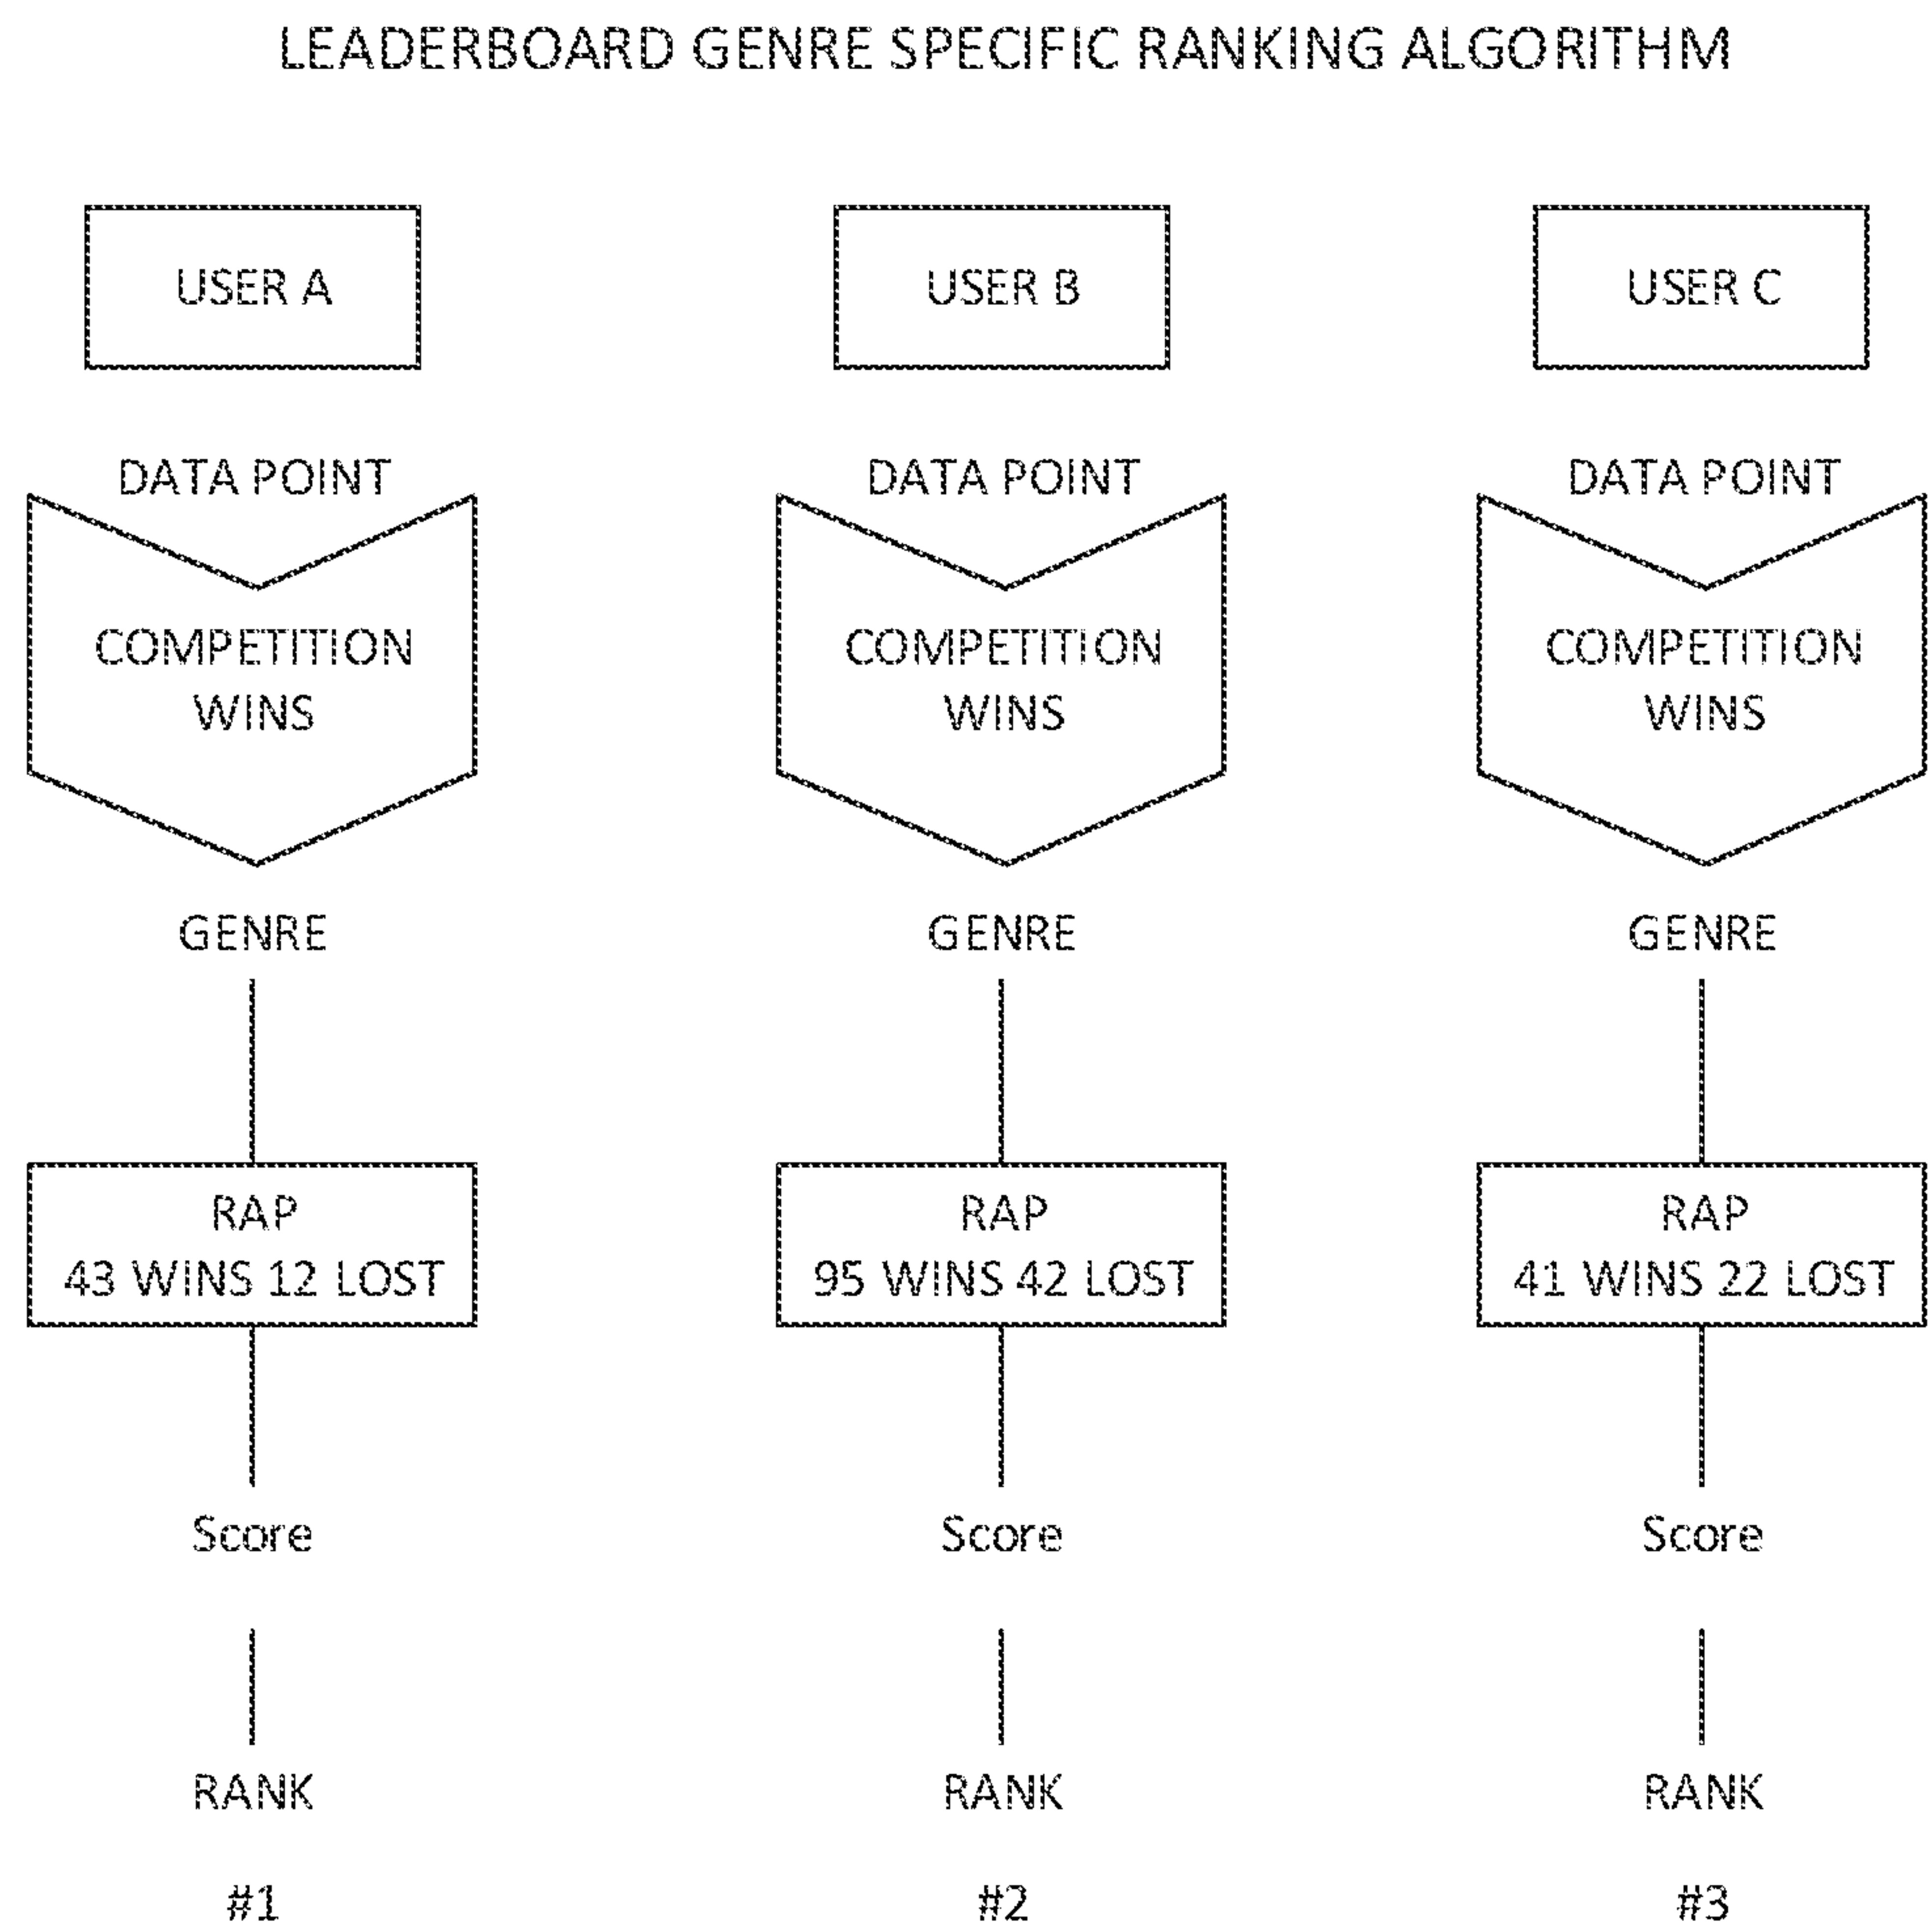 LEADERBOARD GENRE SPECIFIC RANKING ALGORITHM
USER A
USER B
USER C
DATA POINT
DATA POINT
DATA POINT
COMPETITION
WINS
COMPETITION
WINS
COMPETITION
WINS
GENRE
GENRE
GENRE
RAP
43 WINS 12 LOST
RAP
95 WINS 42 LOST
RAP
41 WINS 22 LOST
Score
Score
Score
RANK
RANK
RANK
#1
#2
#3